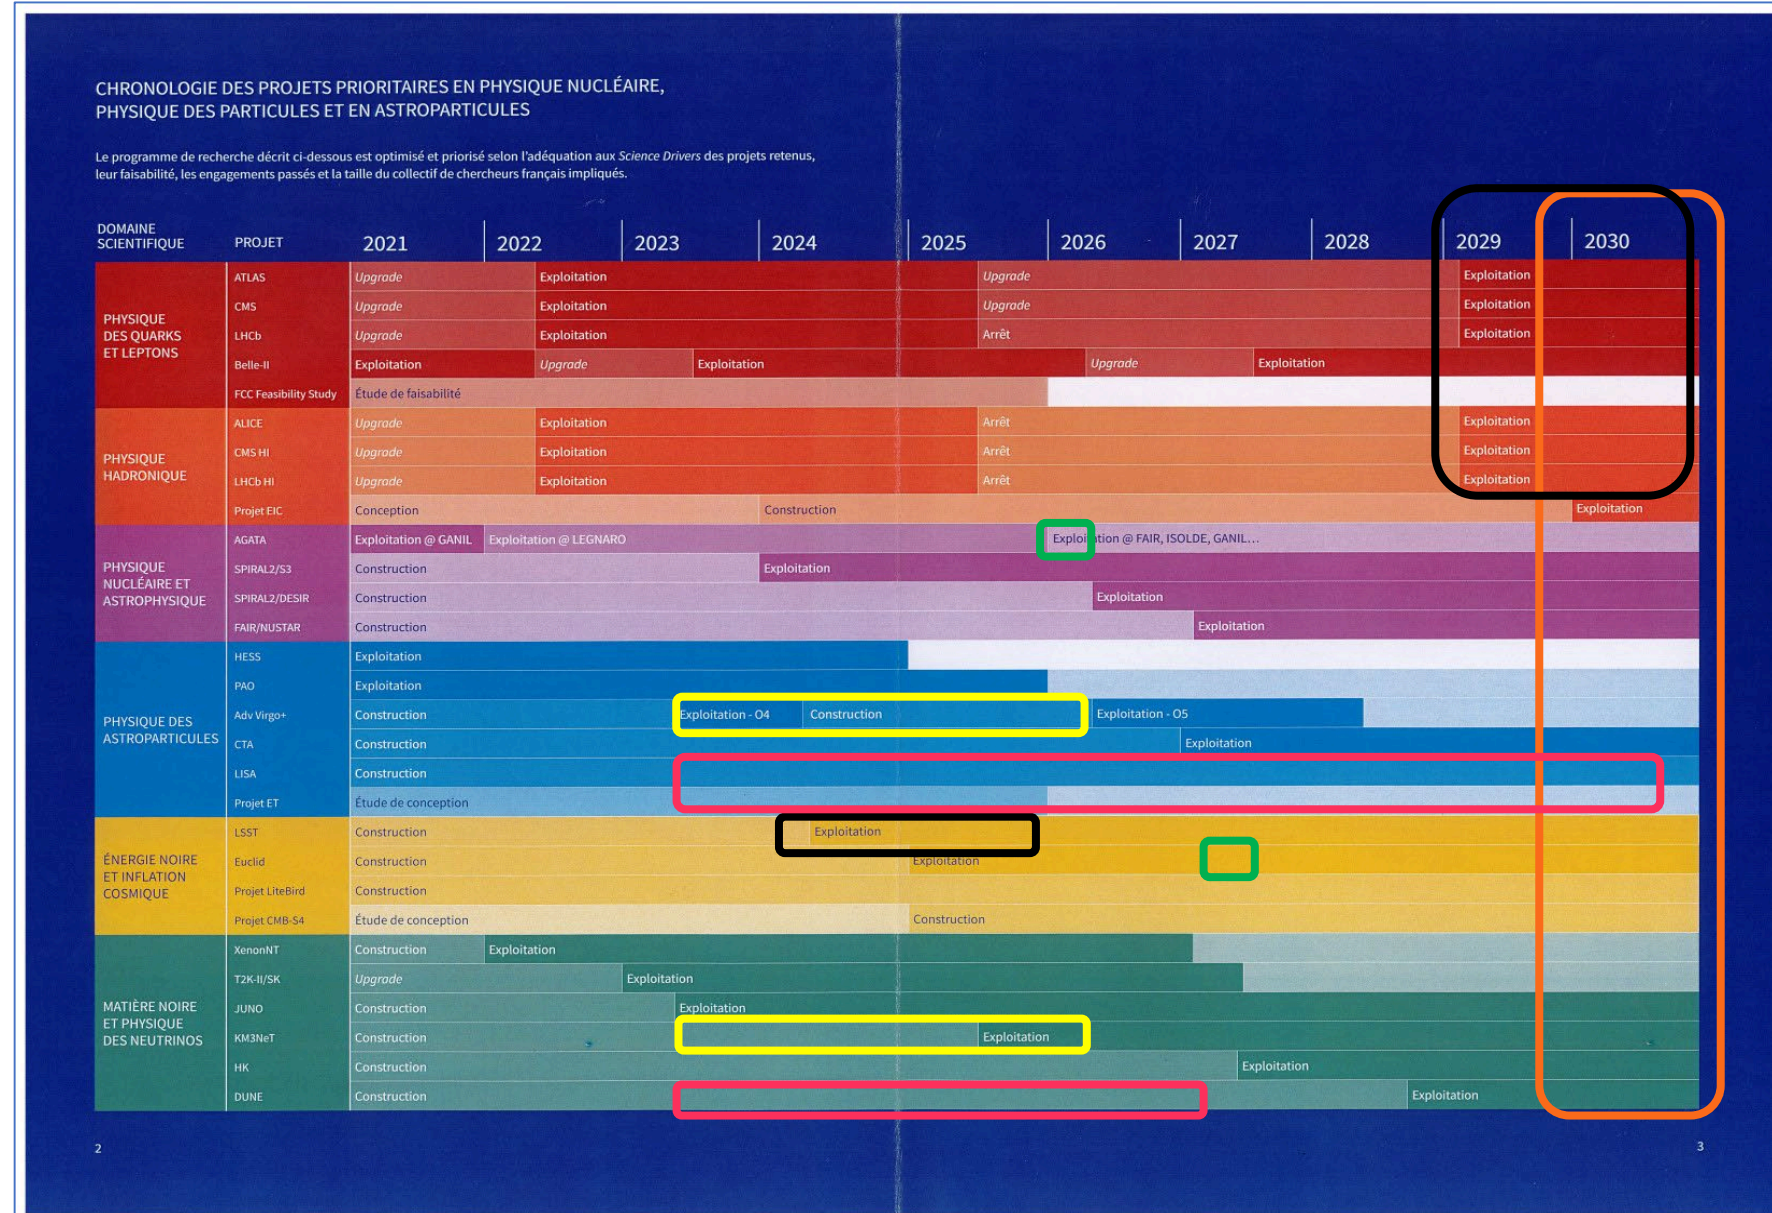 CHRONOLOGIE DES PROJETS PRIORITAIRES EN PHYSIQUE NUCLÉAIRE,
PHYSIQUE DES PARTICULES ET EN ASTROPARTICULES
Le programme de recherche décrit ci-dessous est optimisé et priorisé selon l'adéquation aux Science Drivers des projets retenus,
leur faisabilité, les engagements passés et la taille du collectif de chercheurs français impliqués.
DOMAINE
SCIENTIFIQUE PROJET 2021 2022 2023 2024 2025 2026 2027 2028 2029 2030
PHYSIQUE
DES QUARKS
ET LEPTONS
ATLAS Upgrade Exploitation Upgrade Exploitation
CMS Upgrade Exploitation Upgrade Exploitation
LHCb Upgrade Exploitation Arrêt Exploitation
Belle-II Exploitation Upgrade Exploitation Upgrade Exploitation
FCC Feasibility Study Étude de faisabilité
PHYSIQUE
HADRONIQUE
ALICE Upgrade Exploitation Arrêt Exploitation
CMS HI Upgrade Exploitation Arrêt Exploitation
LHCb HI Upgrade Exploitation Arrêt Exploitation
Projet EIC Conception Construction Exploitation
PHYSIQUE
NUCLÉAIRE ET
ASTROPHYSIQUE
AGATA Exploitation @ GANIL Exploitation @ LEGNARO Exploitation @ FAIR, ISOLDE, GANIL...
SPIRAL2/S3 Construction Exploitation
SPIRAL2/DESIR Construction Exploitation
FAIR/NUSTAR Construction Exploitation
PHYSIQUE DES
ASTROPARTICULES
HESS Exploitation
PAO Exploitation
Adv Virgo+ Construction Exploitation - O4 Construction Exploitation - O5
CTA Construction Exploitation
LISA Construction
Projet ET Étude de conception
ÉNERGIE NOIRE
ET INFLATION
COSMIQUE
LSST Construction Exploitation
Euclid Construction Exploitation
Projet LiteBird Construction
Projet CMB-S4 Étude de conception Construction
MATIÈRE NOIRE
ET PHYSIQUE
DES NEUTRINOS
XenonNT Construction Exploitation
T2K-II/SK Upgrade Exploitation
JUNO Construction Exploitation
KM3NeT Construction Exploitation
HK Construction Exploitation
DUNE Construction Exploitation
2 3